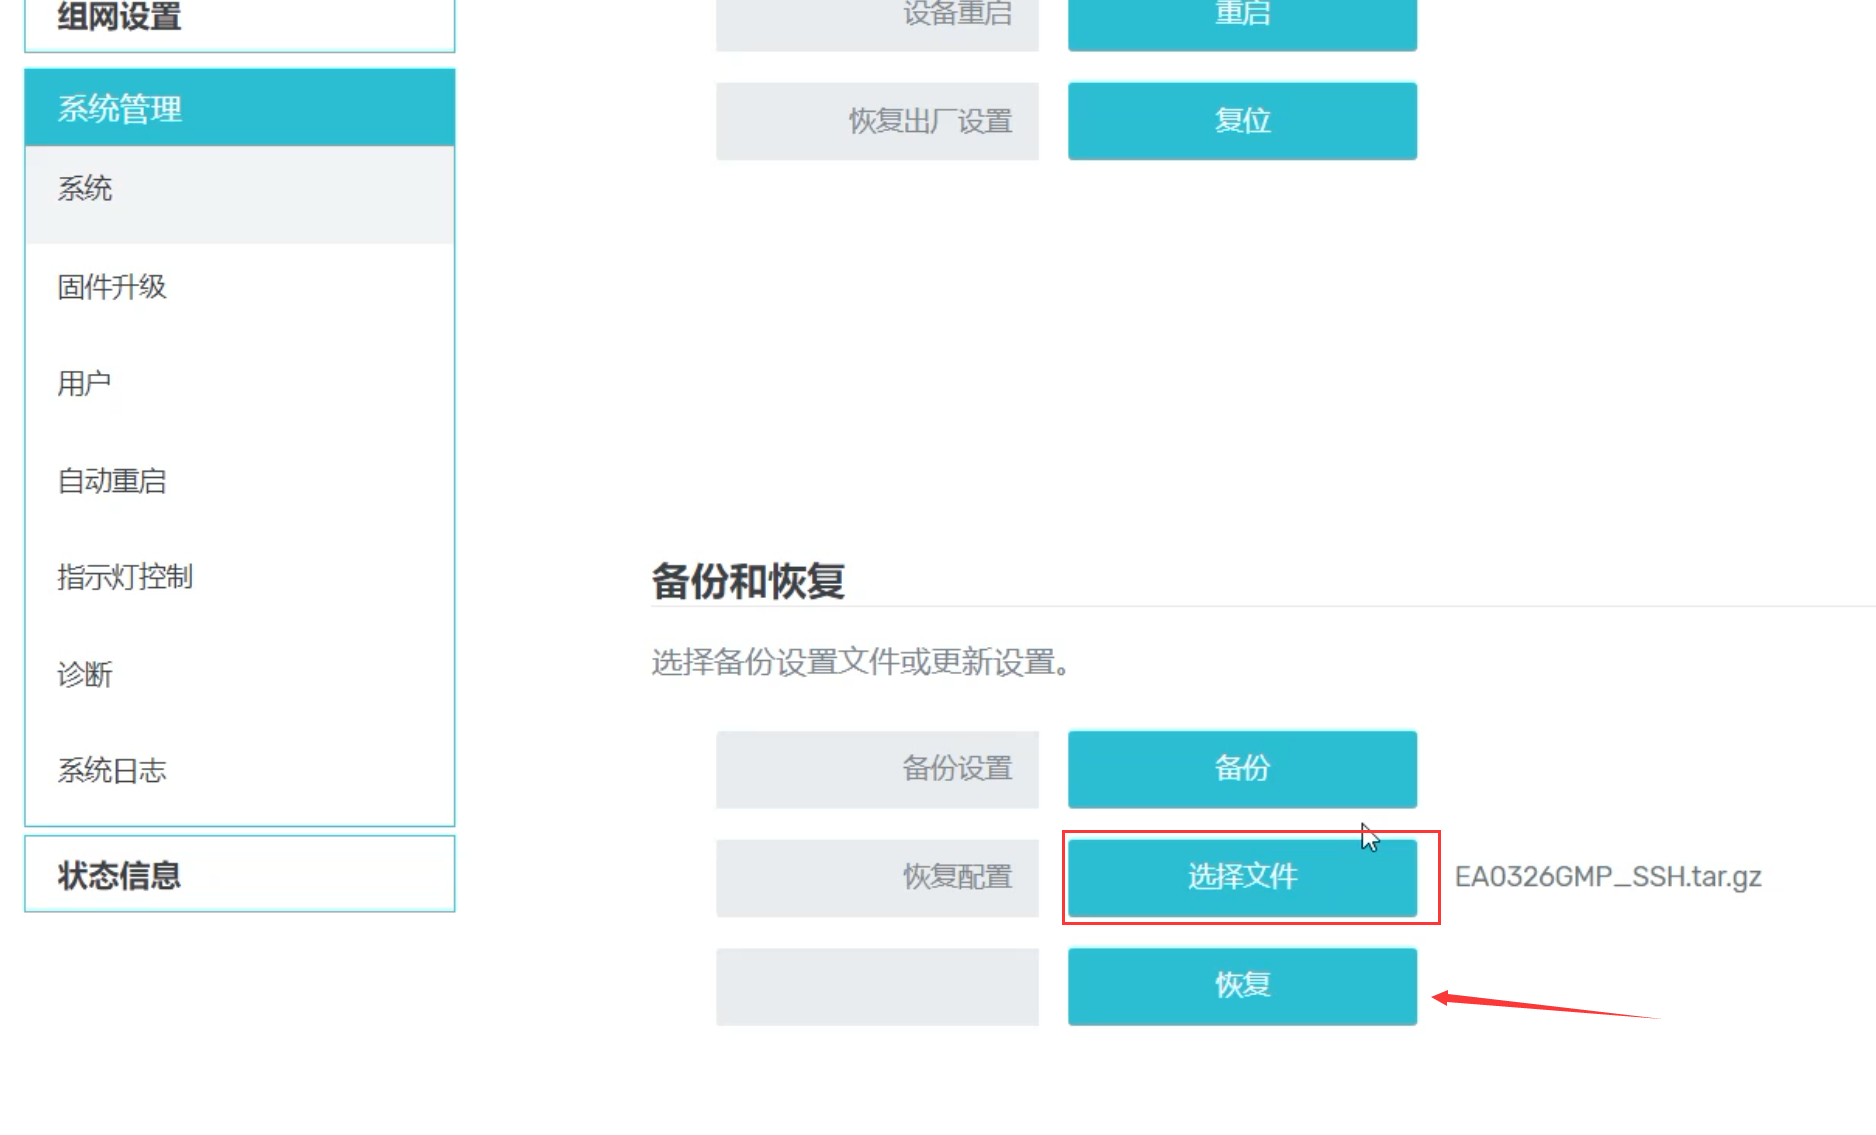 组网设置
系统管理
系统
固件升级
用户
自动重启
指示灯控制
诊断
系统日志
状态信息
设备重启
重启
恢复出厂设置
复位
备份和恢复
选择备份设置文件或更新设置。
备份设置
备份
恢复配置
选择文件
EA0326GMP_SSH.tar.gz
恢复